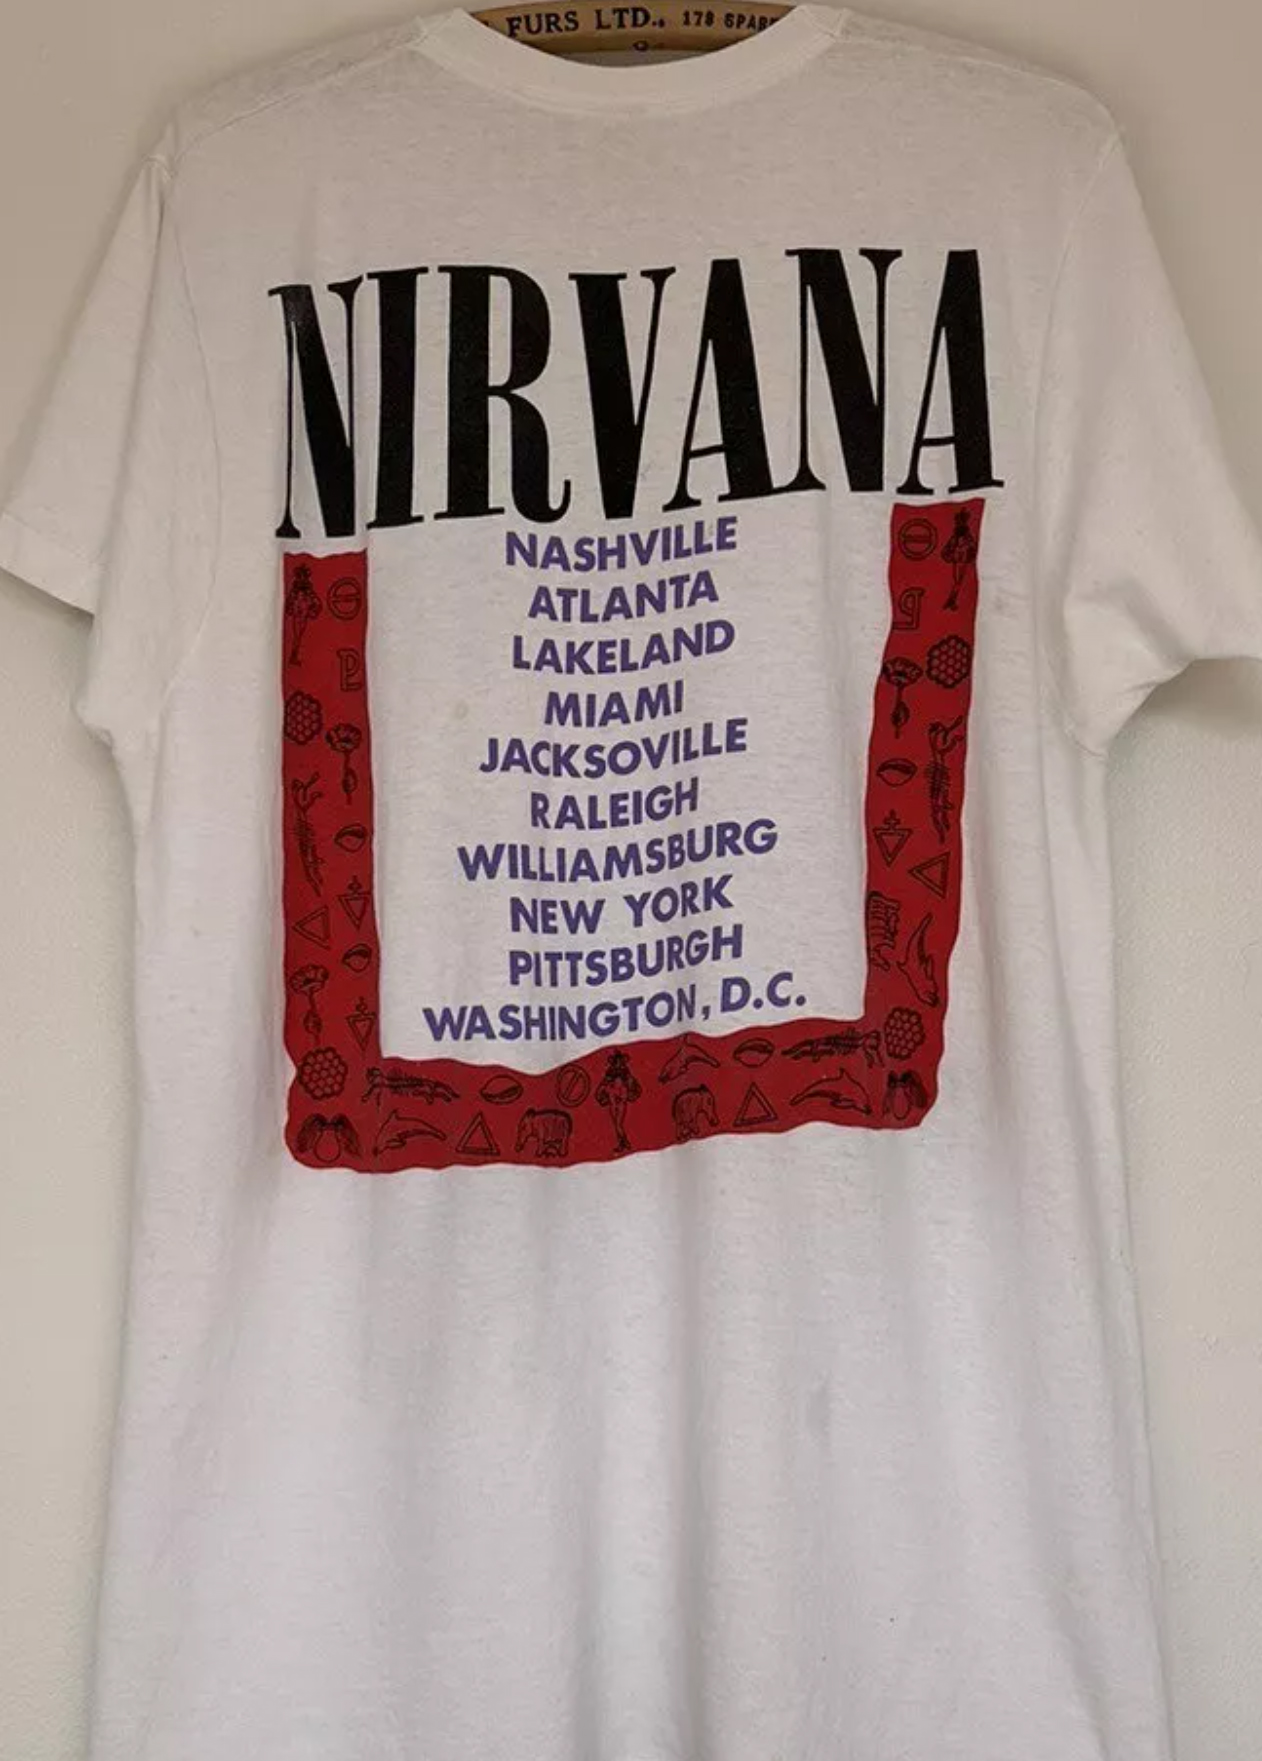 FURS LTD., 178
NIRVANA
NASHVILLE
ATLANTA
LAKELAND
MIAMI
JACKSOVILLE
RALEIGH
WILLIAMSBURG
NEW YORK
PITTSBURGH
WASHINGTON, D.C.